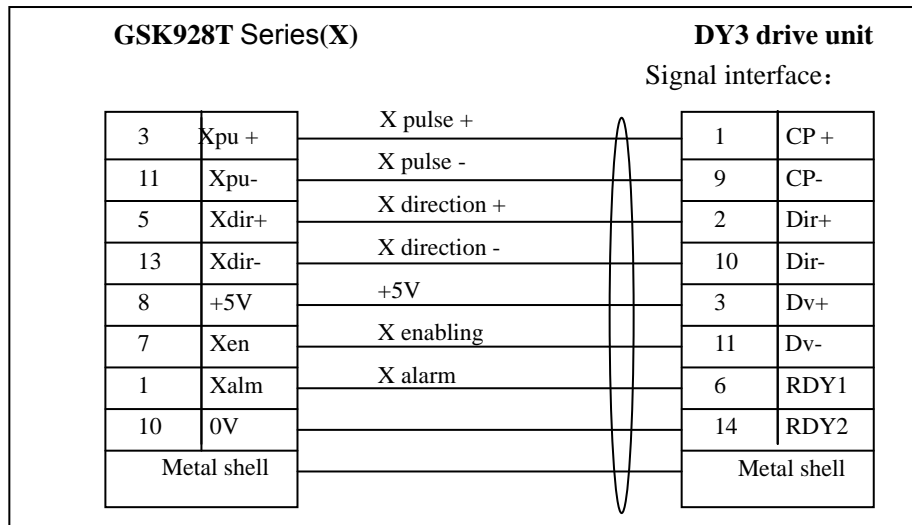 GSK928T Series(X) DY3 drive unit
Signal interface：
3 Xpu + X pulse + 1 CP +
11 Xpu- X pulse - 9 CP-
5 Xdir+ X direction + 2 Dir+
13 Xdir- X direction - 10 Dir-
8 +5V +5V 3 Dv+
7 Xen X enabling 11 Dv-
1 Xalm X alarm 6 RDY1
10 0V 14 RDY2
Metal shell Metal shell